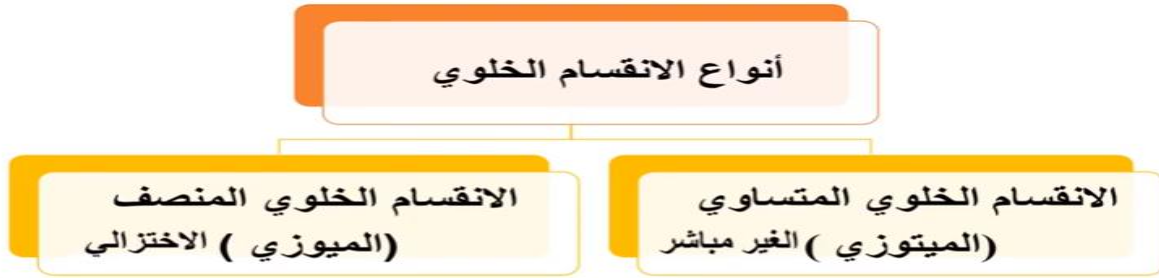 أنواع الانقسام الخلوي
الانقسام الخلوي المتساوي
(الميتوزي ) الغير مباشر
الانقسام الخلوي المنصف
(الميوزي ) الاختزالي